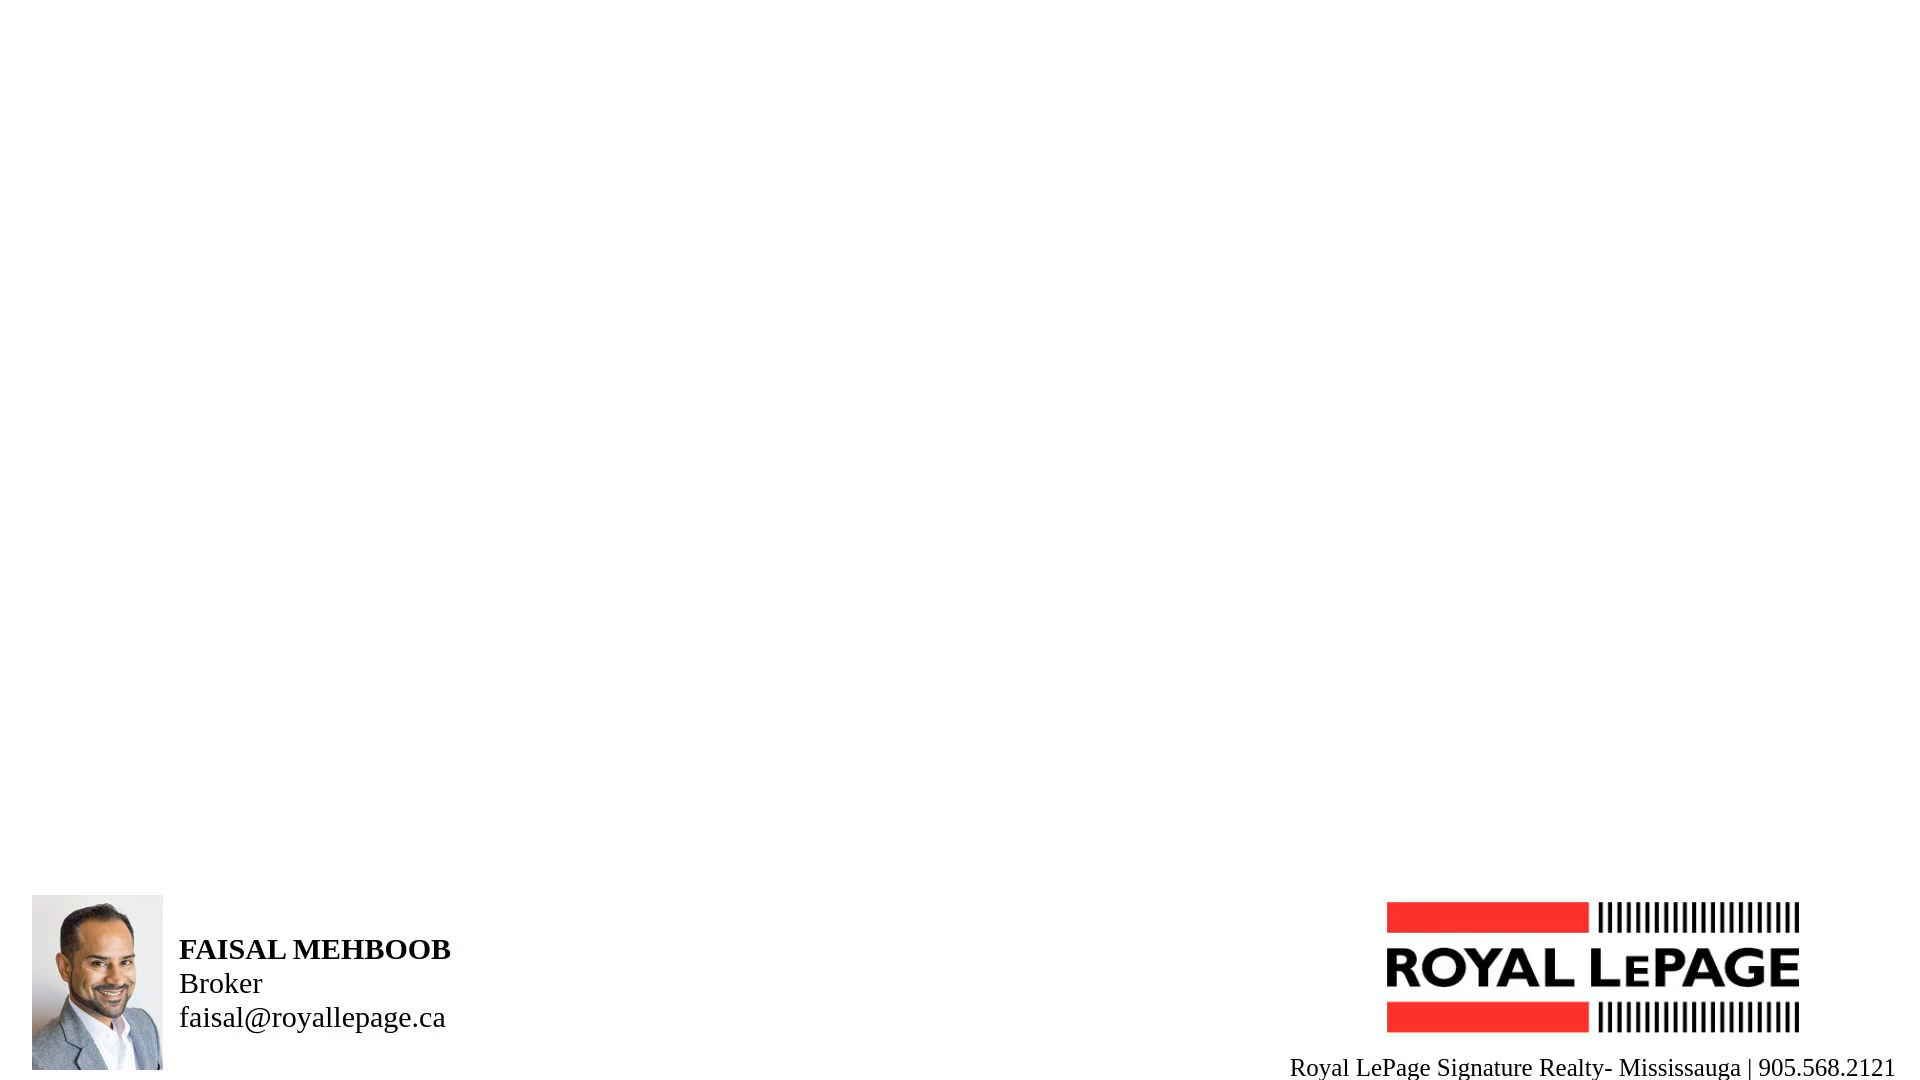 FAISAL MEHBOOB
Broker
faisal@royallepage.ca
ROYAL LEPAGE
Royal LePage Signature Realty- Mississauga | 905.568.2121